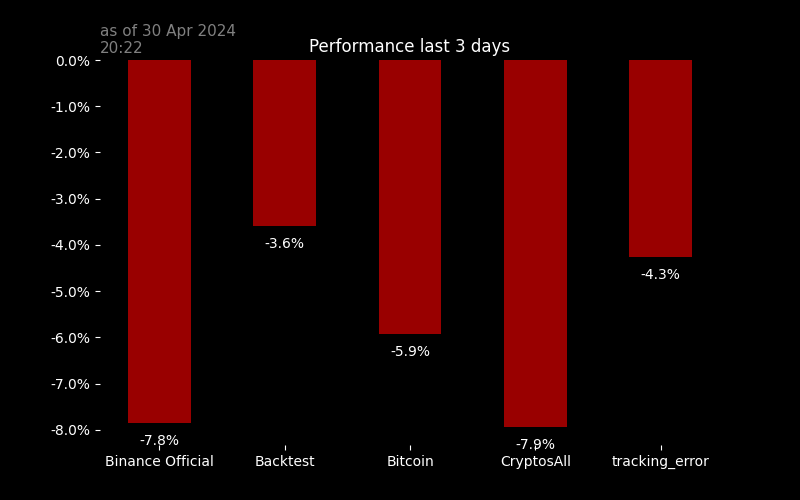 as of 30 Apr 2024
20:22
Performance last 3 days
0.0%
-1.0%
-2.0%
-3.0%
-4.0%
-5.0%
-6.0%
-7.0%
-8.0%
-7.8%
-3.6%
-5.9%
-7.9%
-4.3%
Binance Official
Backtest
Bitcoin
CryptosAll
tracking_error